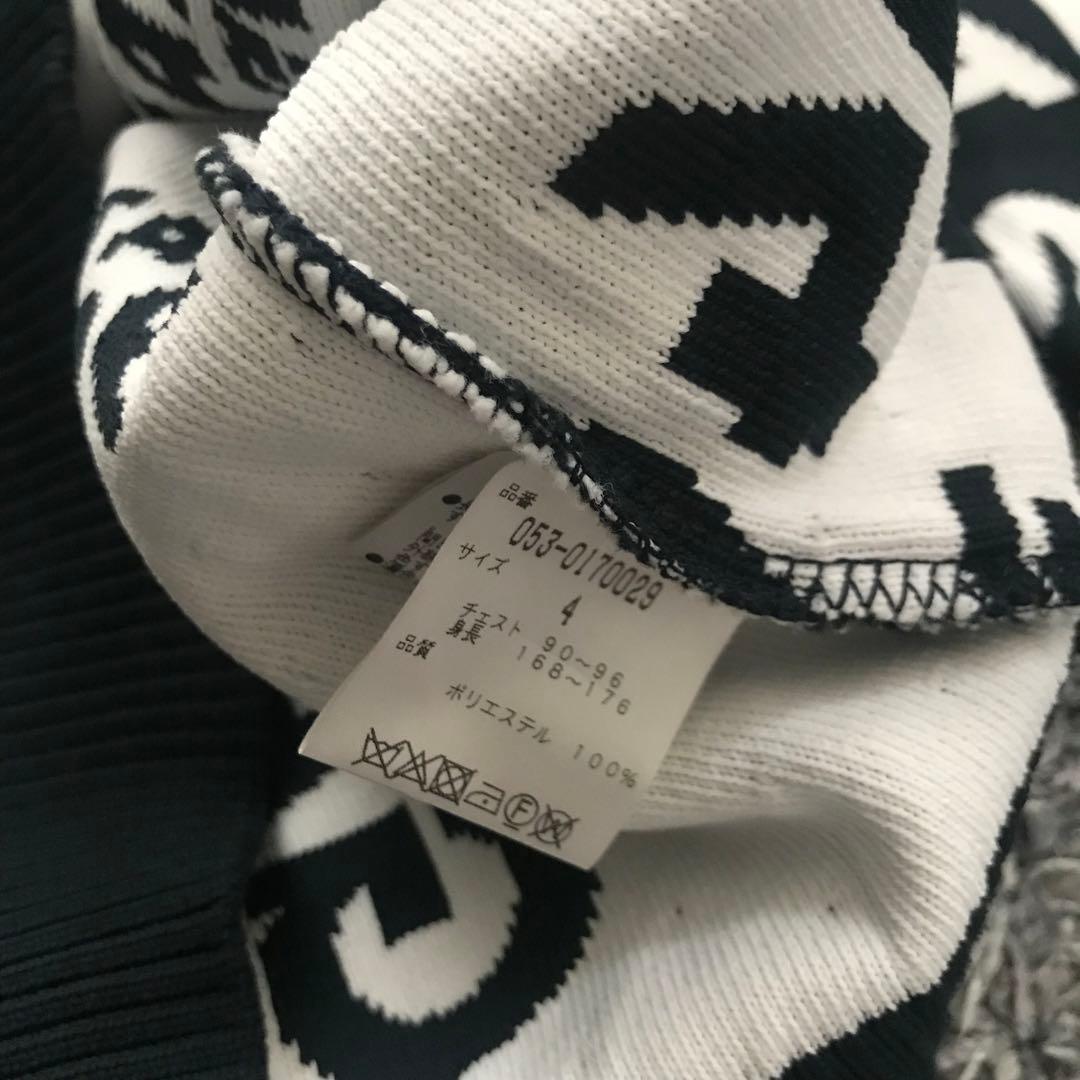 品番
053-0170029
サイズ
4
チェスト 90~96
身長 168~176
品質
ポリエステル 100%
F